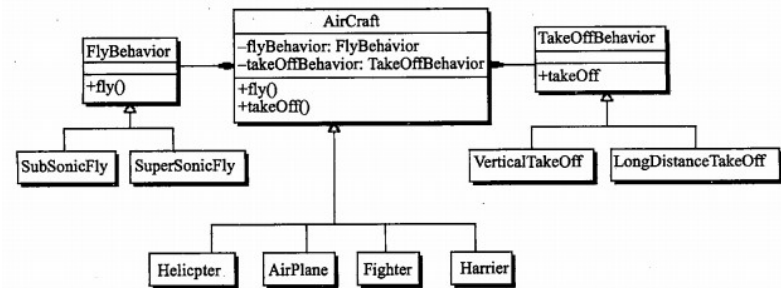 AirCraft
–flyBehavior: FlyBehavior
–takeOffBehavior: TakeOffBehavior
+fly()
+takeOff()
FlyBehavior
+fly()
TakeOffBehavior
+takeOff
SubSonicFly
SuperSonicFly
VerticalTakeOff
LongDistanceTakeOff
Helicpter
AirPlane
Fighter
Harrier